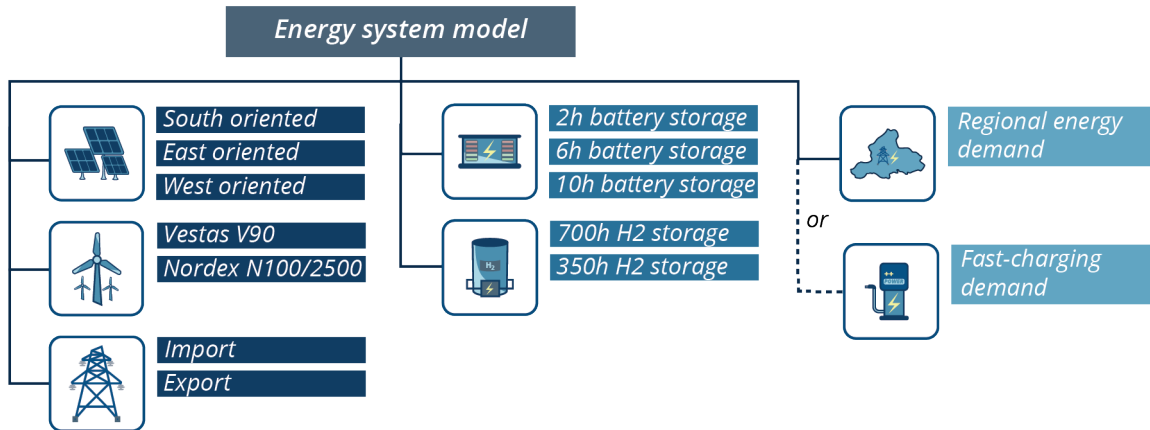 Energy system model
South oriented
East oriented
West oriented
Vestas V90
Nordex N100/2500
Import
Export
2h battery storage
6h battery storage
10h battery storage
H₂
700h H2 storage
350h H2 storage
Regional energy
demand
or
++
POWER
Fast-charging
demand